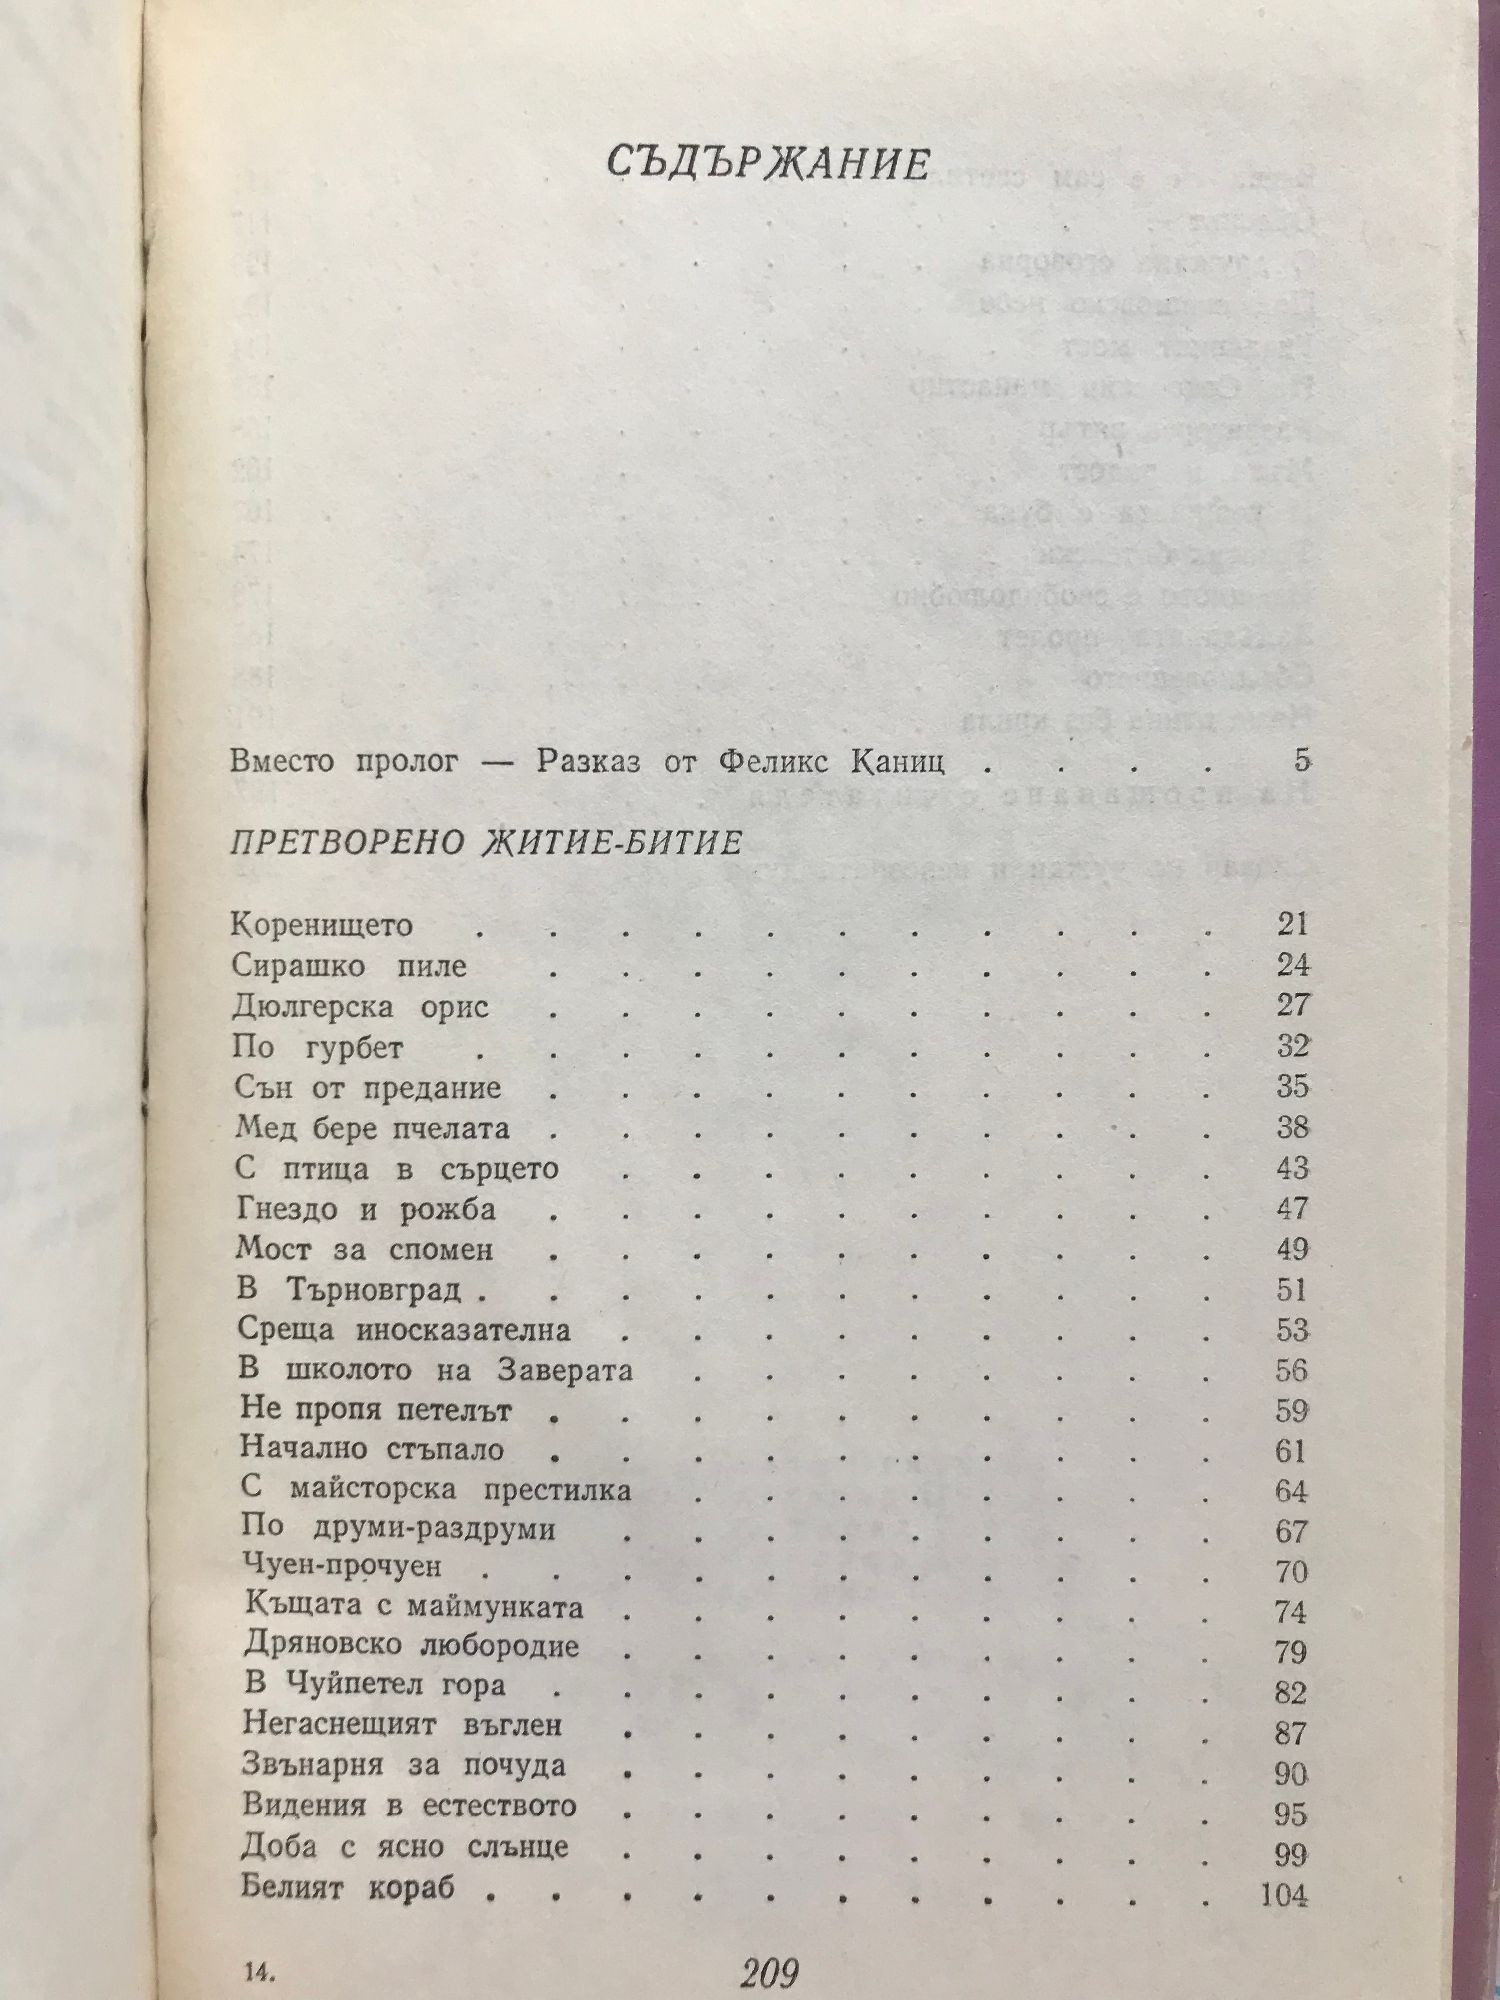 СЪДЪРЖАНИЕ
Вместо пролог — Разказ от Феликс Каниц . . . . 5
ПРЕТВОРЕНО ЖИТИЕ-БИТИЕ
Коренището . . . . . . . . . . . 21
Сирашко пиле . . . . . . . . . . 24
Дюлгерска орис . . . . . . . . . . 27
По гурбет . . . . . . . . . . . 32
Сън от предание . . . . . . . . . . 35
Мед бере пчелата . . . . . . . . . . 38
С птица в сърцето . . . . . . . . . 43
Гнездо и рожба . . . . . . . . . . 47
Мост за спомен . . . . . . . . . . 49
В Търновград . . . . . . . . . . . 51
Среща иносказателна . . . . . . . . . 53
В школото на Заверата . . . . . . . . 56
Не пропя петелът . . . . . . . . . . 59
Начално стъпало . . . . . . . . . . 61
С майсторска престилка . . . . . . . . 64
По друми-раздруми . . . . . . . . . 67
Чуен-прочуен . . . . . . . . . . . 70
Къщата с маймунката . . . . . . . . . 74
Дряновско любородие . . . . . . . . . 79
В Чуйпетел гора . . . . . . . . . . 82
Негаснещият въглен . . . . . . . . . 87
Звънарня за почуда . . . . . . . . . 90
Видения в естеството . . . . . . . . . 95
Доба с ясно слънце . . . . . . . . . 99
Белият кораб . . . . . . . . . . . 104
14. 209